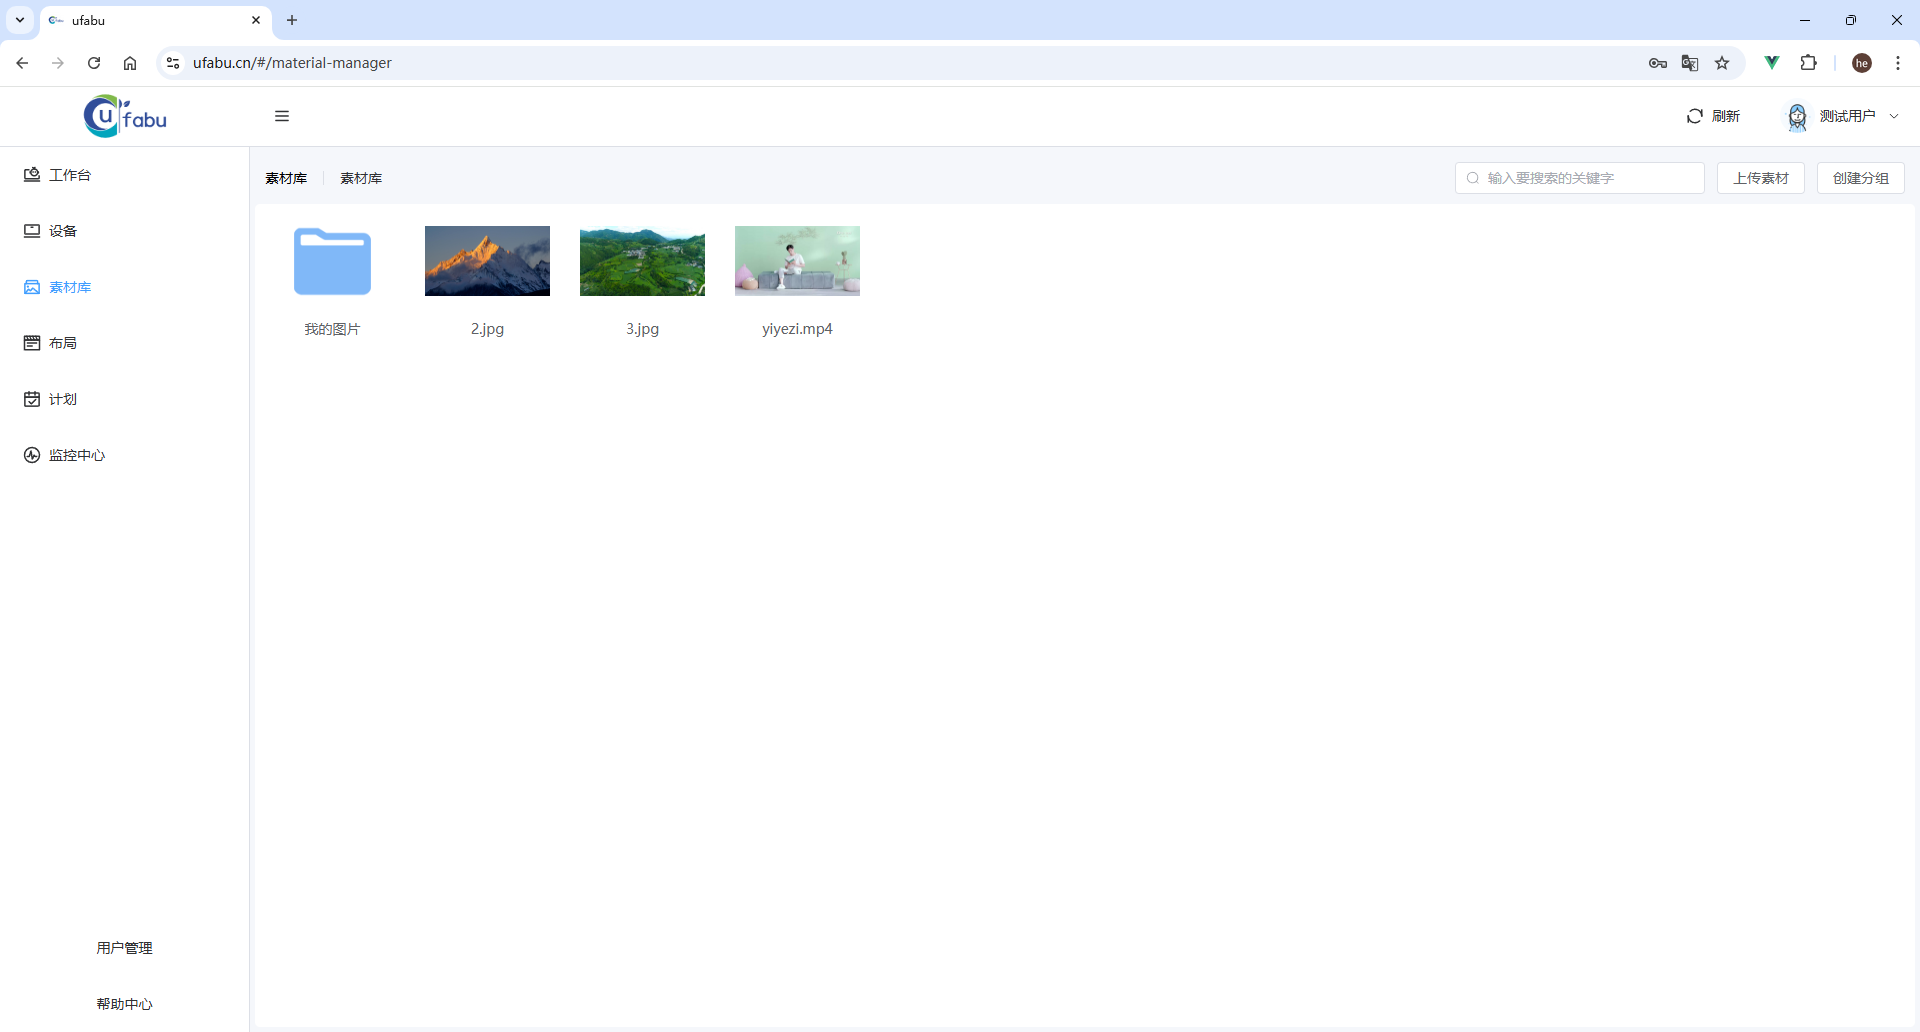 ufabu
ufabu.cn/#/material-manager
he
ufabu
刷新
测试用户
工作台
设备
素材库
布局
计划
监控中心
用户管理
帮助中心
素材库
素材库
输入要搜索的关键字
上传素材
创建分组
我的图片
2.jpg
3.jpg
yiyezi.mp4